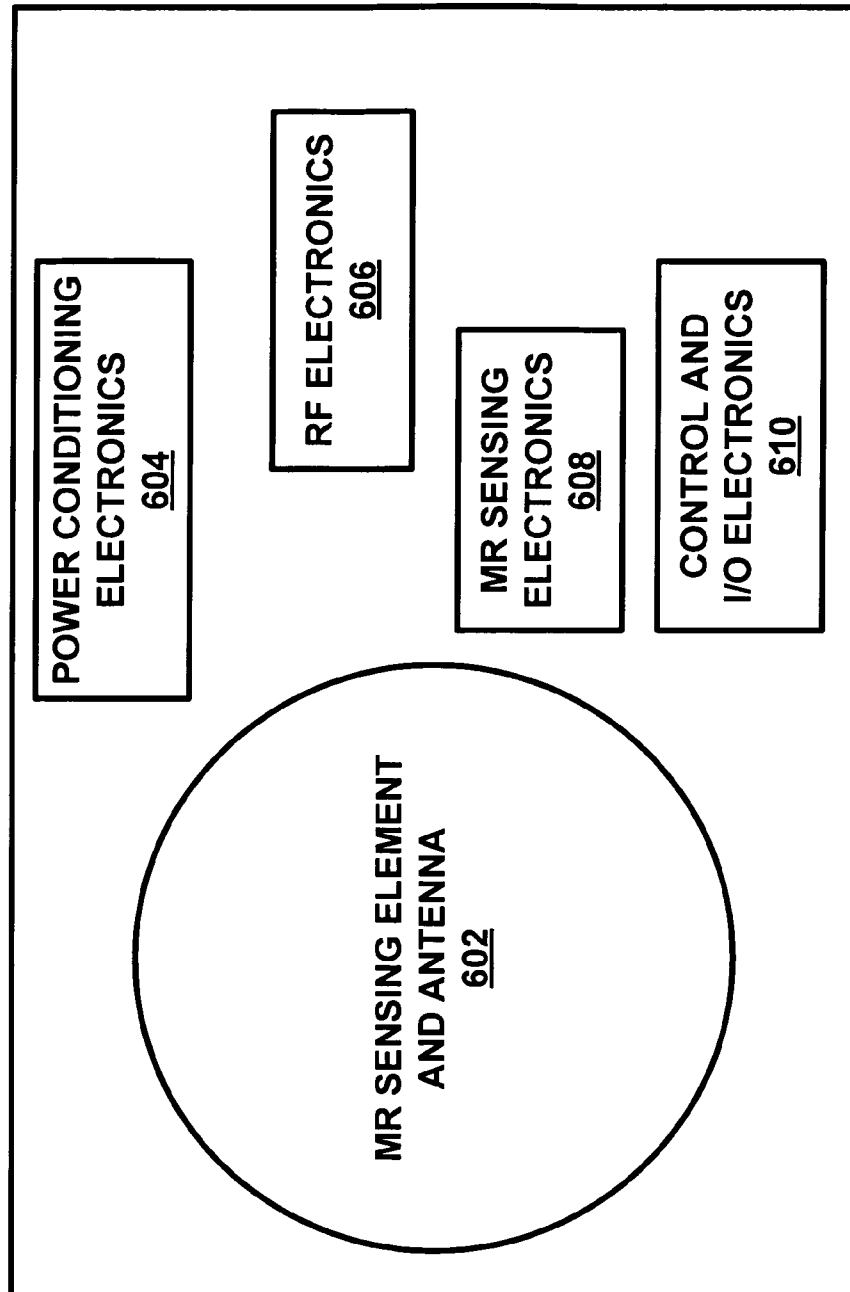 POWER CONDITIONING
ELECTRONICS
604
RF ELECTRONICS
606
MR SENSING ELEMENT
AND ANTENNA
602
MR SENSING
ELECTRONICS
608
CONTROL AND
I/O ELECTRONICS
610